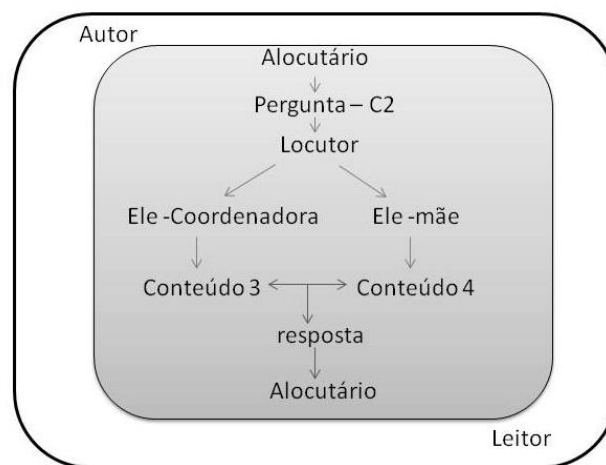 Autor
Alocutário
Pergunta – C2
Locutor
Ele -Coordenadora
Ele -mãe
Conteúdo 3
Conteúdo 4
resposta
Alocutário
Leitor